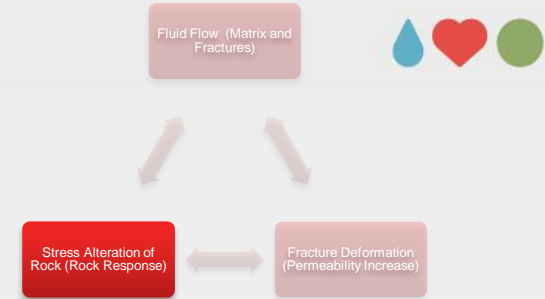 Fluid Flow (Matrix and
Fractures)
Stress Alteration of
Rock (Rock Response)
Fracture Deformation
(Permeability Increase)